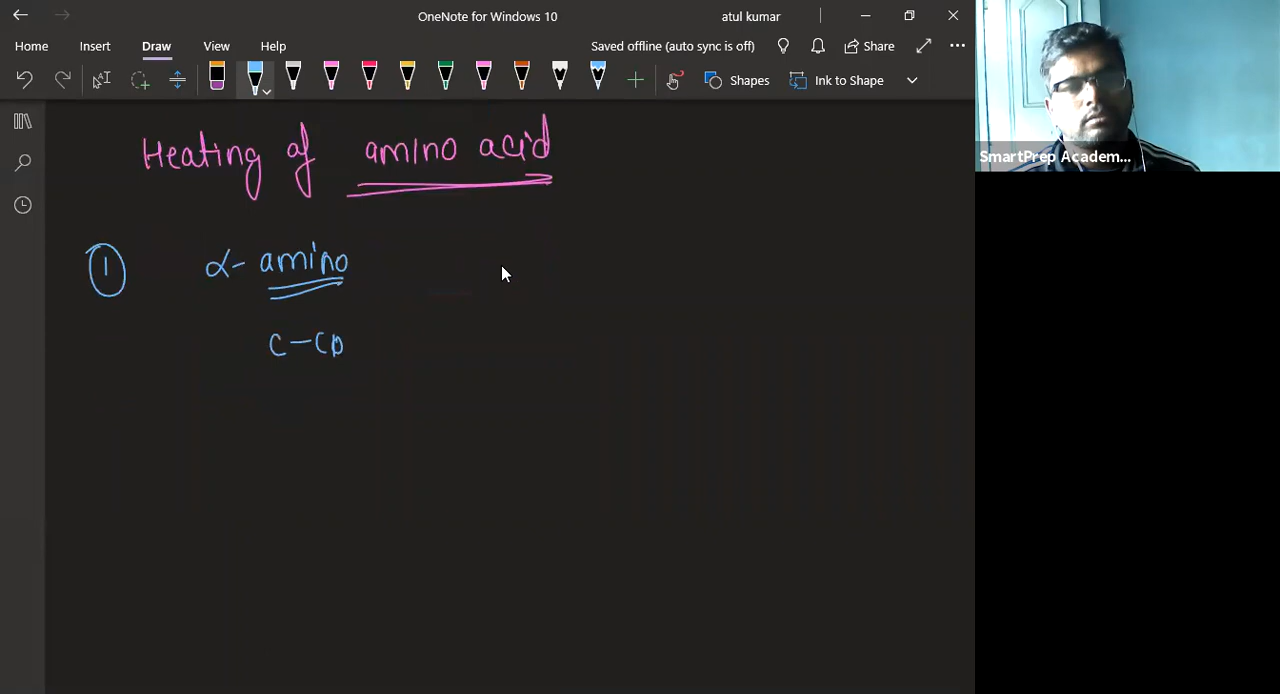 OneNote for Windows 10
atul kumar
Home Insert Draw View Help
Saved offline (auto sync is off) Share
Shapes Ink to Shape
SmartPrep Academ...
Heating of amino acid
① α- amino
C-CO